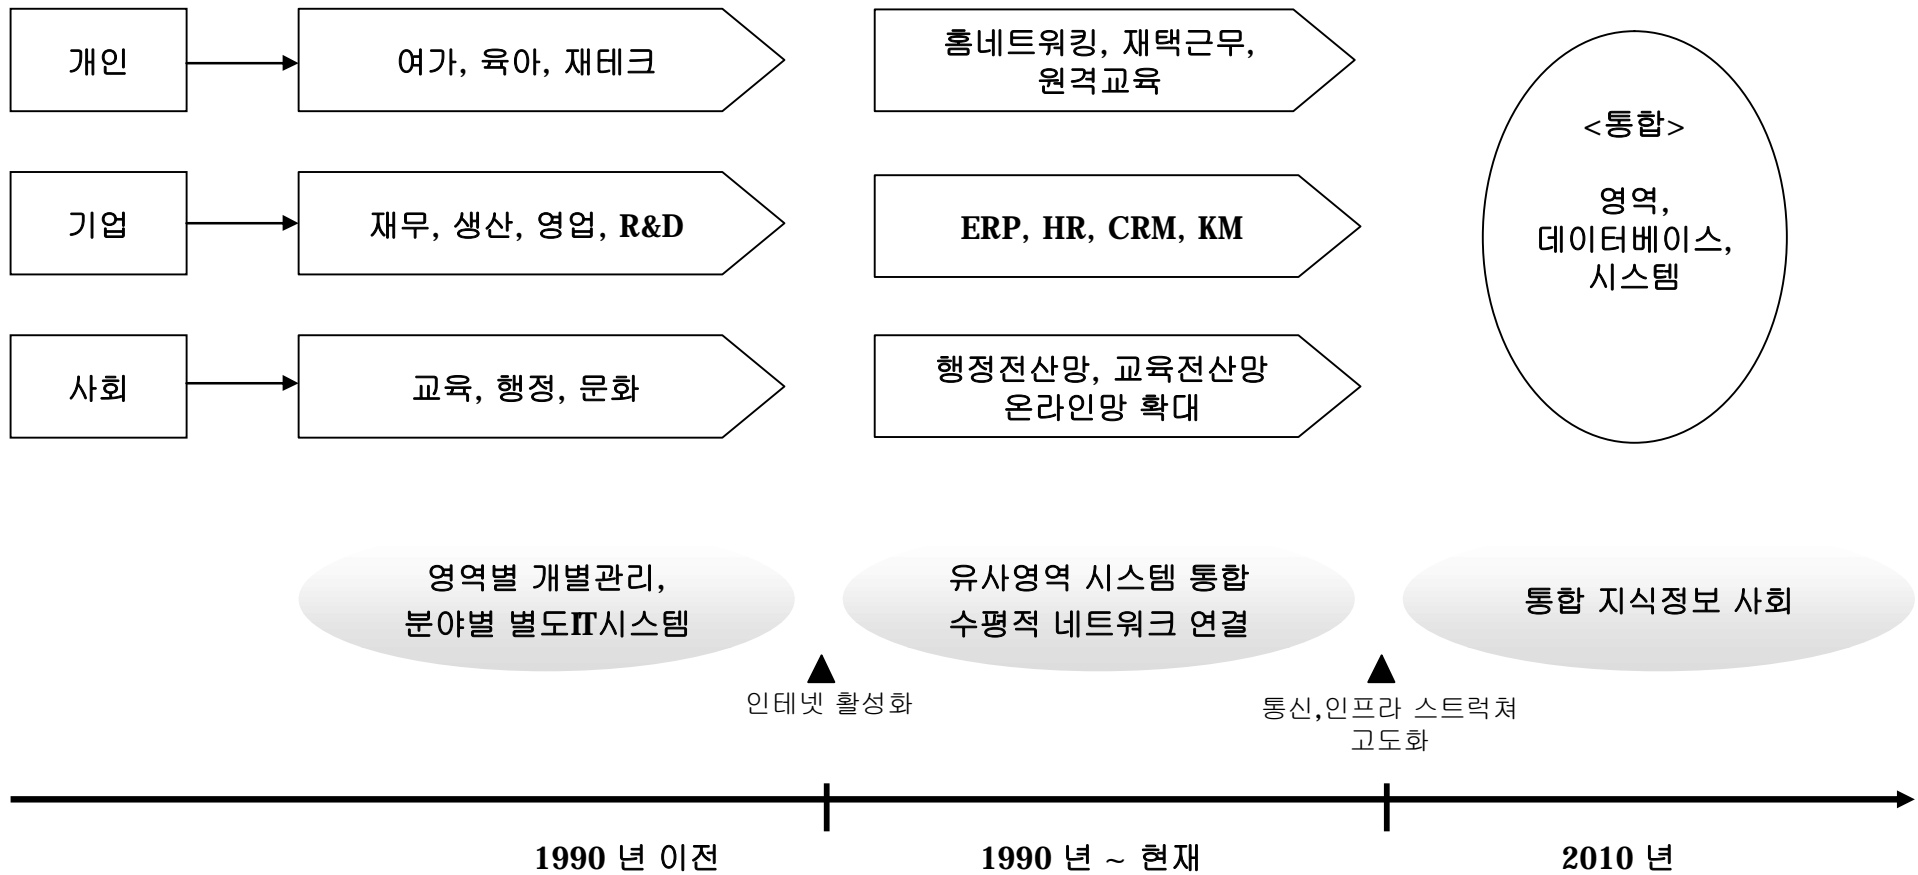 개인
여가, 육아, 재테크
홈네트워킹, 재택근무,
원격교육
기업
재무, 생산, 영업, R&D
ERP, HR, CRM, KM
사회
교육, 행정, 문화
행정전산망, 교육전산망
온라인망 확대
<통합>
영역,
데이터베이스,
시스템
영역별 개별관리,
분야별 별도IT시스템
유사영역 시스템 통합
수평적 네트워크 연결
통합 지식정보 사회
인테넷 활성화
통신,인프라 스트럭쳐
고도화
1990 년 이전
1990 년 ~ 현재
2010 년